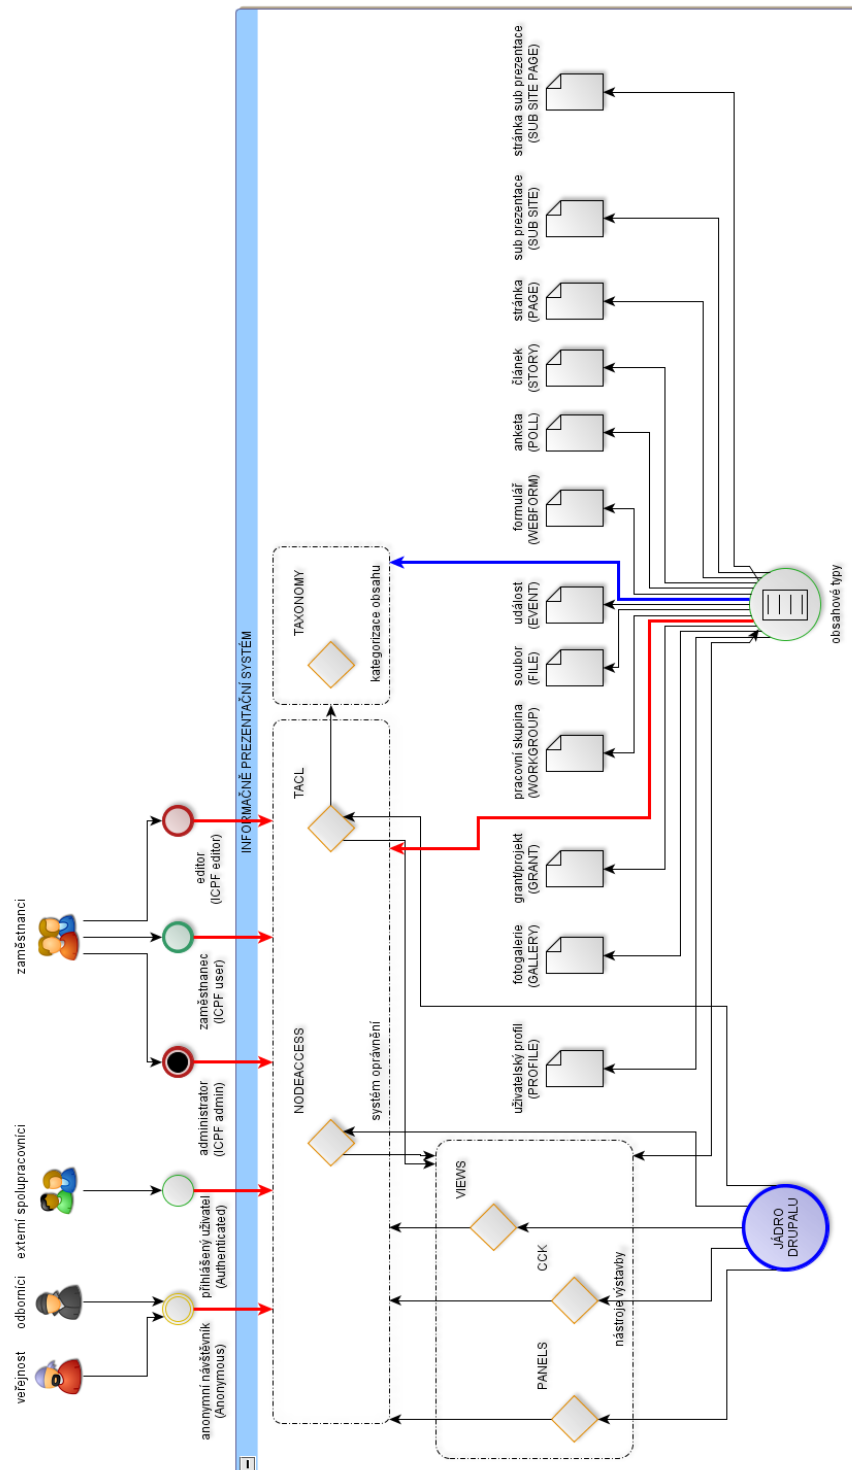 veřejnost
odborníci
externí spolupracovníci
zaměstnanci
anonymní návštěvník
(Anonymous)
přihlášený uživatel
(Authenticated)
administrátor
(ICPF admin)
zaměstnanec
(ICPF user)
editor
(ICPF editor)
INFORMAČNĚ PREZENTAČNÍ SYSTÉM
NODEACCESS
TACL
systém oprávnění
TAXONOMY
kategorizace obsahu
PANELS
CCK
VIEWS
nástroje výstavby
uživatelský profil
(PROFILE)
fotogalerie
(GALLERY)
grant/projekt
(GRANT)
pracovní skupina
(WORKGROUP)
soubor
(FILE)
událost
(EVENT)
formulář
(WEBFORM)
anketa
(POLL)
článek
(STORY)
stránka
(PAGE)
sub prezentace
(SUB SITE)
stránka sub prezentace
(SUB SITE PAGE)
JÁDRO
DRUPALU
obsahové typy